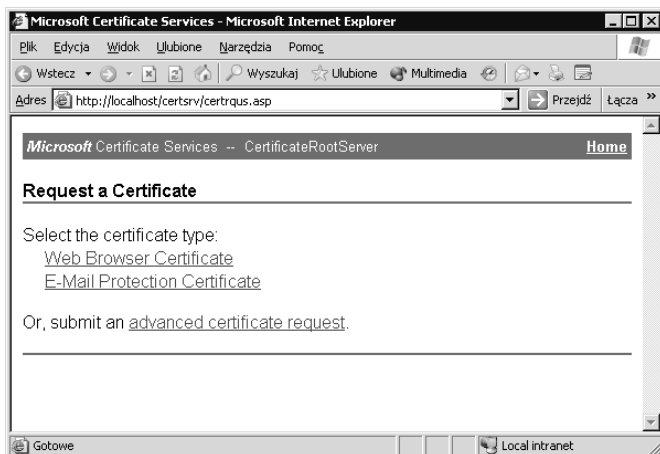 Microsoft Certificate Services - Microsoft Internet Explorer
Plik Edycja Widok Ulubione Narzędzia Pomoc
Wstecz Wyszukaj Ulubione Multimedia
Adres http://localhost/certsrv/certrqus.asp Przejdź Łącza »
Microsoft Certificate Services -- CertificateRootServer Home
Request a Certificate
Select the certificate type:
Web Browser Certificate
E-Mail Protection Certificate
Or, submit an advanced certificate request.
Gotowe Local intranet